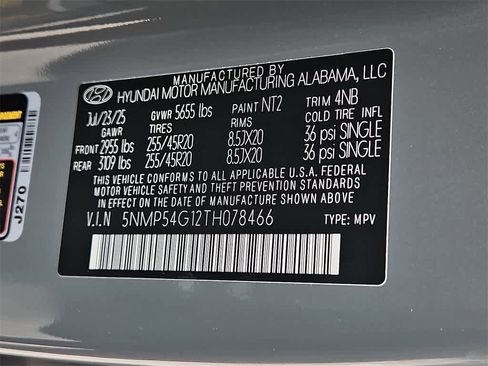 MANUFACTURED BY
HYUNDAI MOTOR MANUFACTURING ALABAMA, LLC
Jul/23/25 GVWR 5655 lbs PAINT NT2 TRIM 4NB
GAWR TIRES RIMS COLD TIRE INFL
FRONT 2955 lbs 255/45R20 8.5JX20 36 psi SINGLE
REAR 3109 lbs 255/45R20 8.5JX20 36 psi SINGLE
THIS VEHICLE CONFORMS TO ALL APPLICABLE U.S.A FEDERAL
MOTOR VEHICLE SAFETY AND THEFT PREVENTION STANDARDS
IN EFFECT ON THE DATE OF MANUFACTURE SHOWN ABOVE.
V.I.N 5NMP54G12TH078466 TYPE: MPV
J270